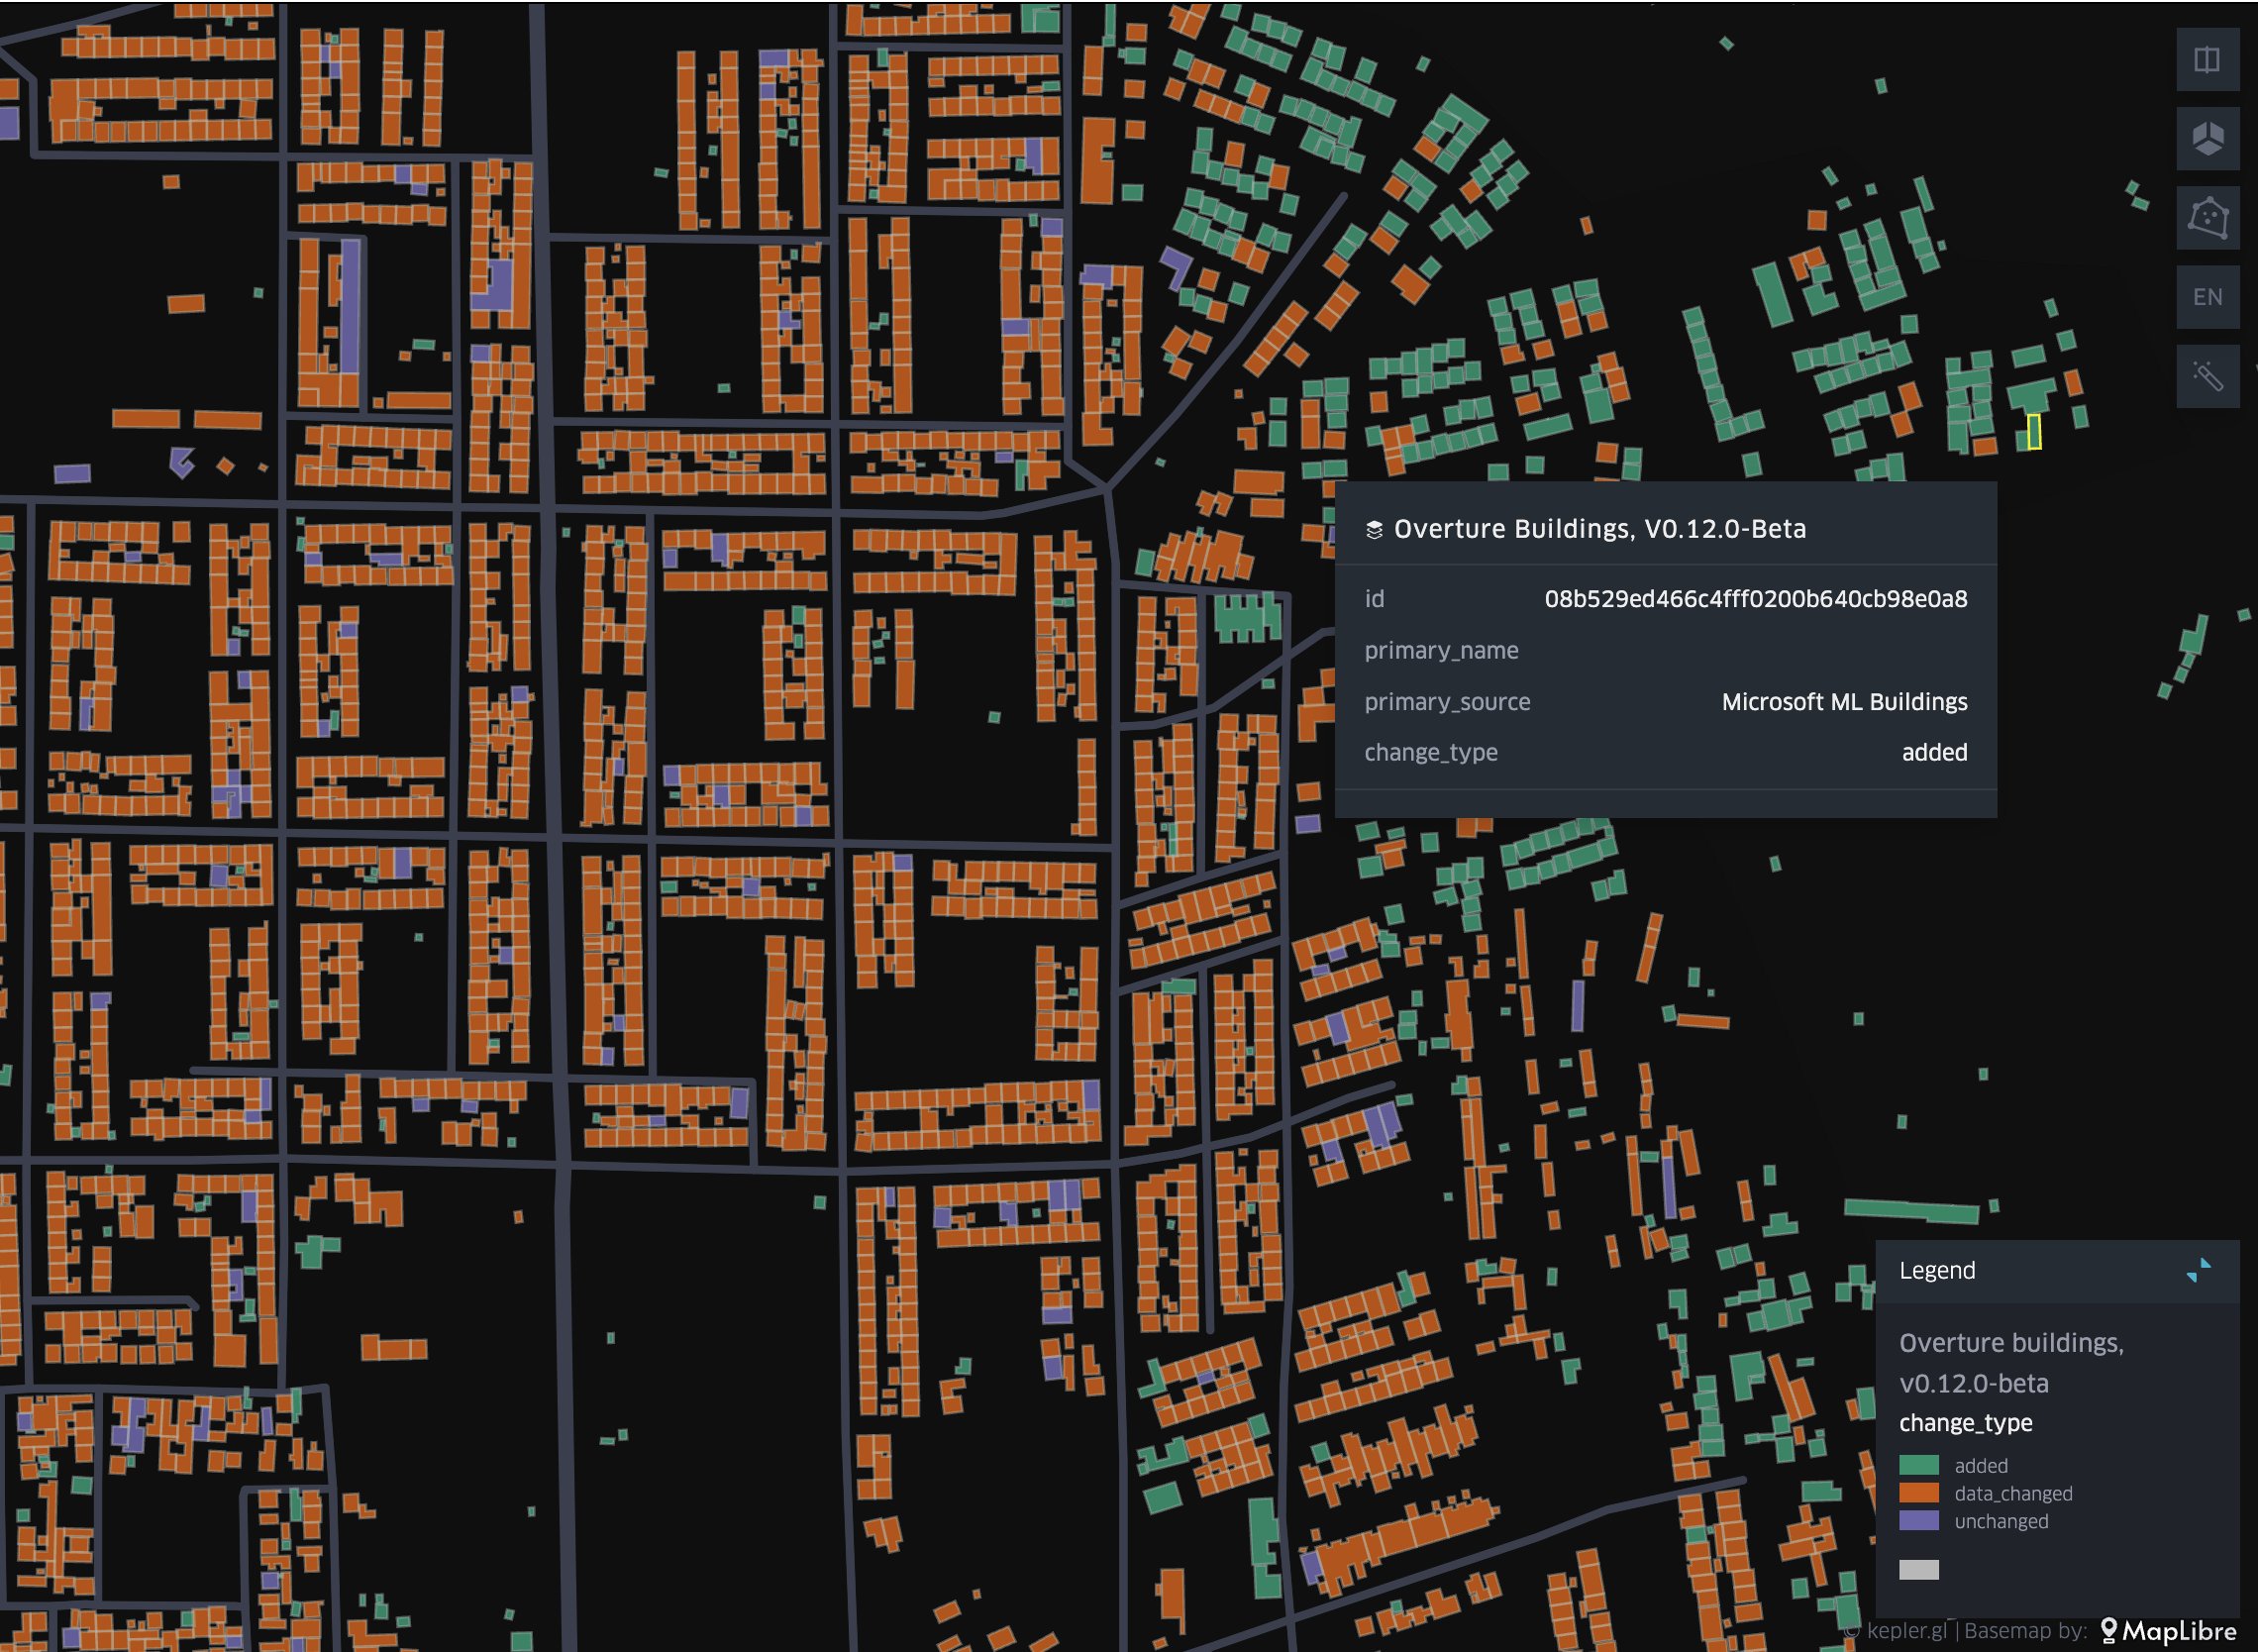 EN
Overture Buildings, V0.12.0-Beta
id 08b529ed466c4fff0200b640cb98e0a8
primary_name
primary_source Microsoft ML Buildings
change_type added
Legend
Overture buildings,
v0.12.0-beta
change_type
added
data_changed
unchanged
© kepler.gl | Basemap by: MapLibre